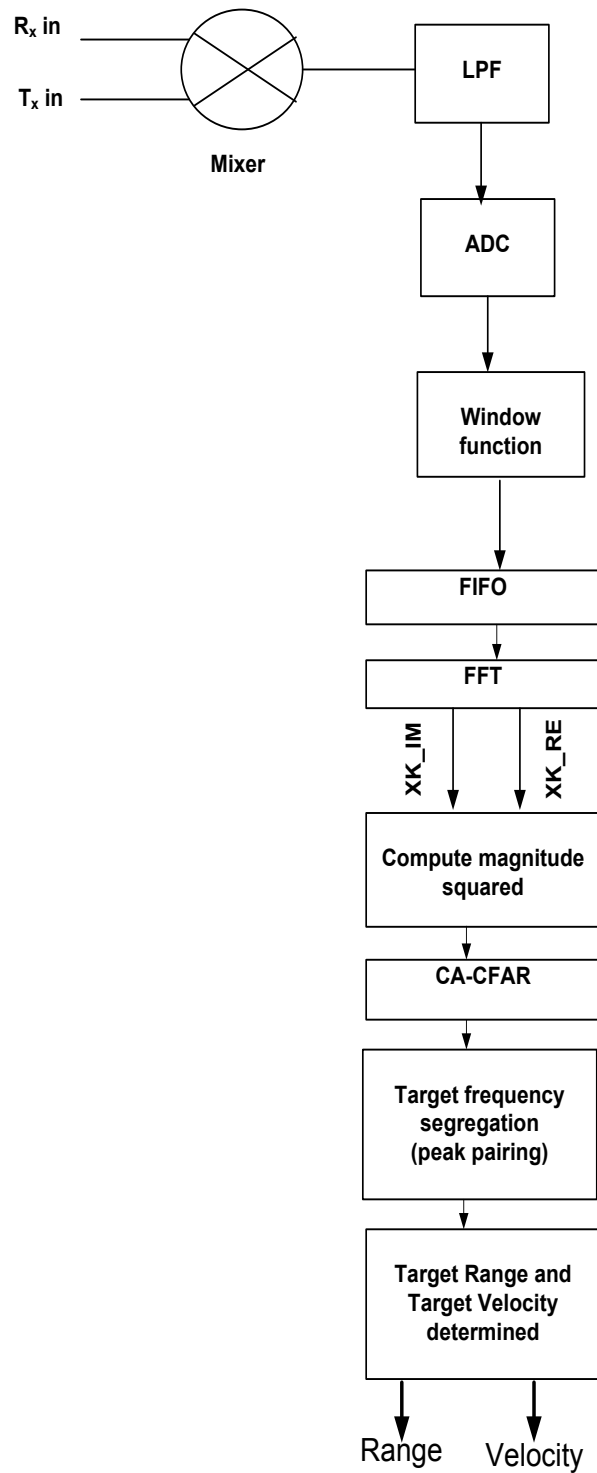 Rx in
Tx in
Mixer
LPF
ADC
Window
function
FIFO
FFT
XK_IM
XK_RE
Compute magnitude
squared
CA-CFAR
Target frequency
segregation
(peak pairing)
Target Range and
Target Velocity
determined
Range
Velocity